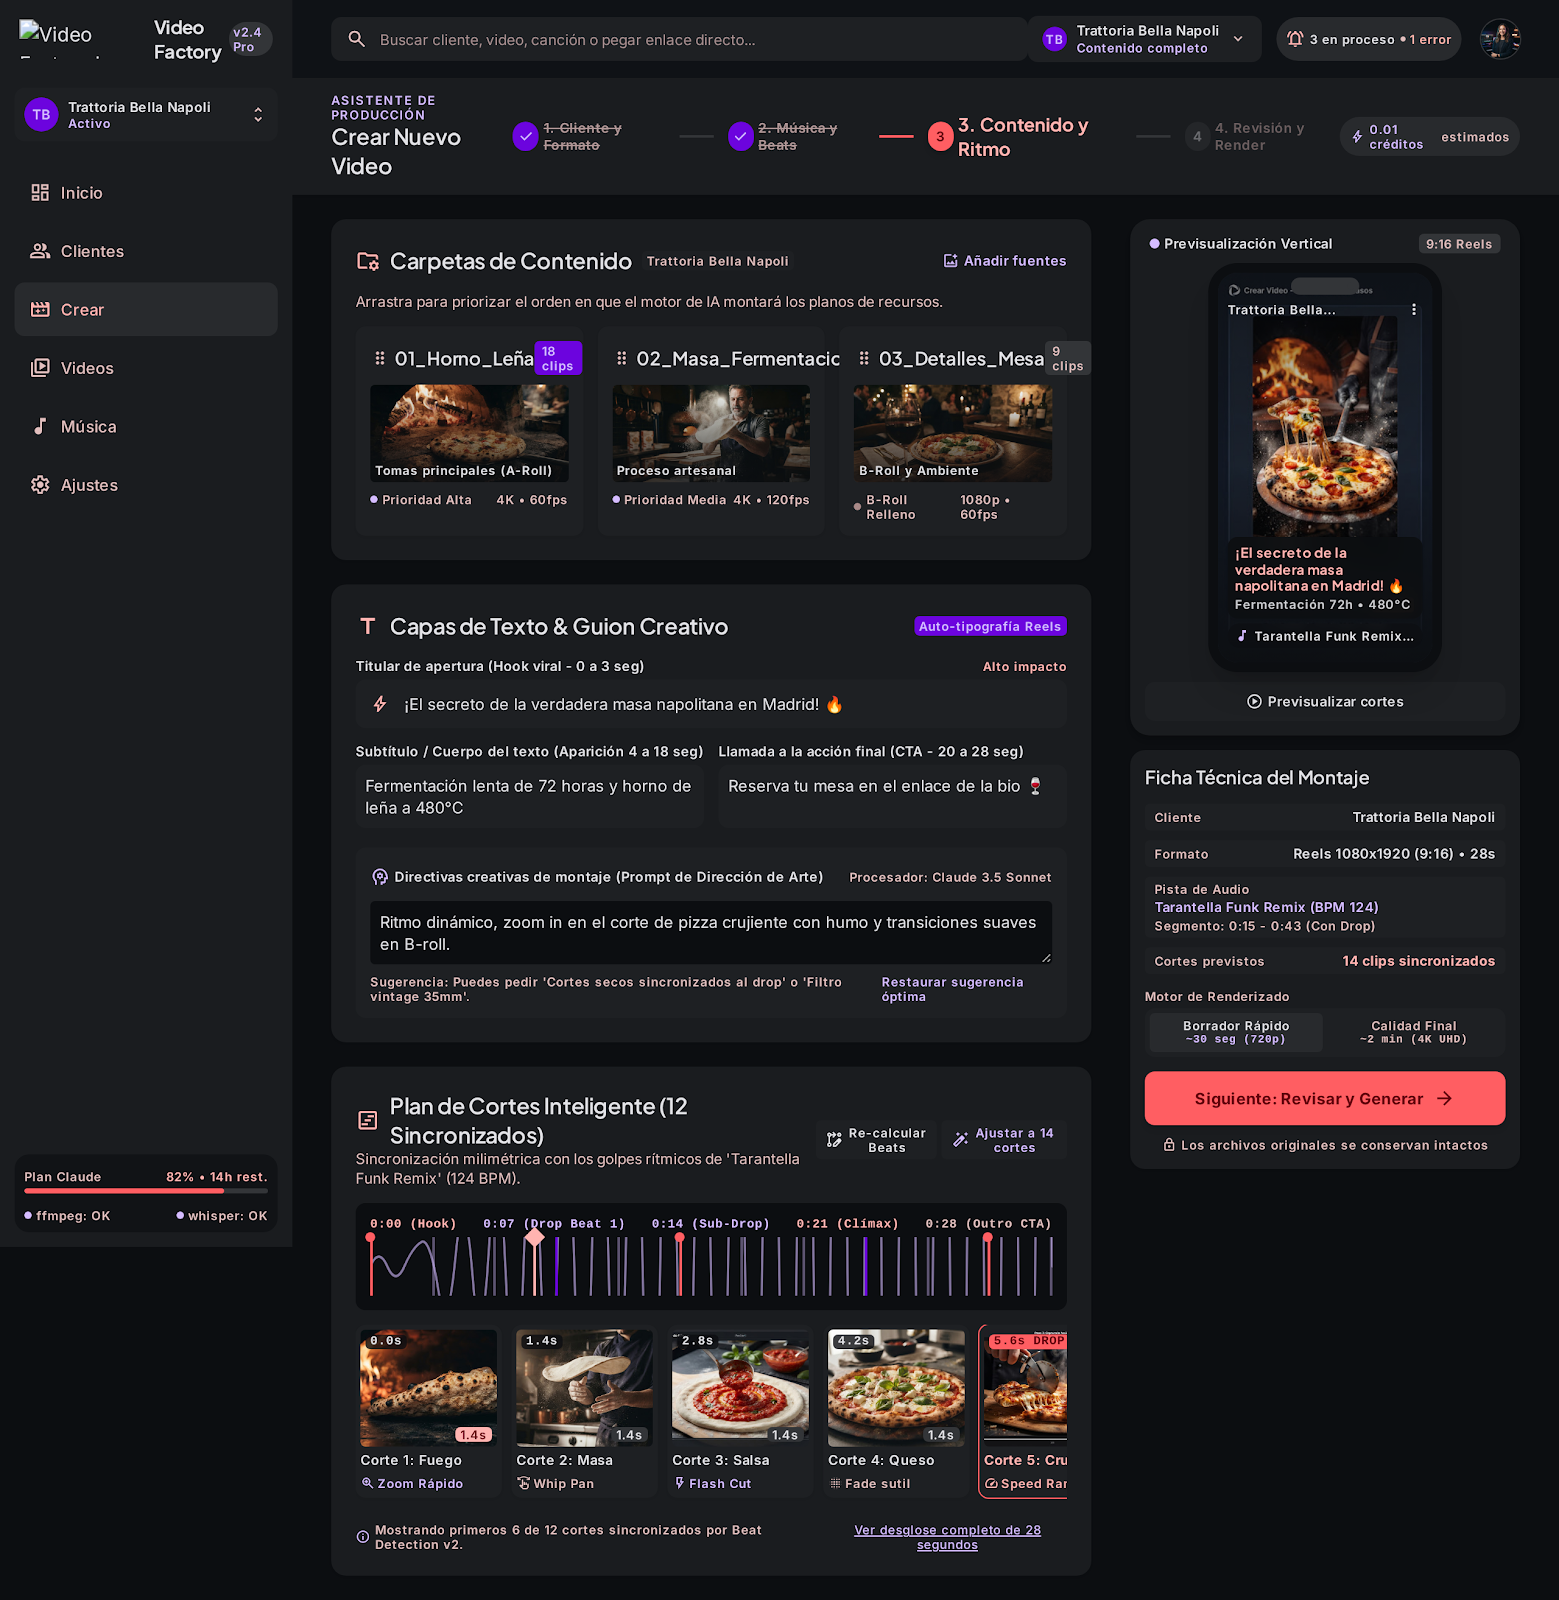 Video
Video
Factory
v2.4
Pro
TB
Trattoria Bella Napoli
Activo
Inicio
Clientes
Crear
Videos
Música
Ajustes
Plan Claude
82% • 14h rest.
ffmpeg: OK
whisper: OK
Buscar cliente, video, canción o pegar enlace directo...
TB
Trattoria Bella Napoli
Contenido completo
3 en proceso • 1 error
ASISTENTE DE
PRODUCCIÓN
Crear Nuevo
Video
1. Cliente y
Formato
2. Música y
Beats
3
3. Contenido y
Ritmo
4
4. Revisión y
Render
0.01
créditos
estimados
Carpetas de Contenido
Trattoria Bella Napoli
Añadir fuentes
Arrastra para priorizar el orden en que el motor de IA montará los planos de recursos.
01_Horno_Leña
18
clips
Tomas principales (A-Roll)
Prioridad Alta
4K • 60fps
02_Masa_Fermentacio
Proceso artesanal
Prioridad Media
4K • 120fps
03_Detalles_Mesa
9
clips
B-Roll y Ambiente
B-Roll
Relleno
1080p •
60fps
Capas de Texto & Guion Creativo
Auto-tipografía Reels
Titular de apertura (Hook viral - 0 a 3 seg)
Alto impacto
¡El secreto de la verdadera masa napolitana en Madrid! 🔥
Subtítulo / Cuerpo del texto (Aparición 4 a 18 seg)
Fermentación lenta de 72 horas y horno de
leña a 480°C
Llamada a la acción final (CTA - 20 a 28 seg)
Reserva tu mesa en el enlace de la bio 🍷
Directivas creativas de montaje (Prompt de Dirección de Arte)
Procesador: Claude 3.5 Sonnet
Ritmo dinámico, zoom in en el corte de pizza crujiente con humo y transiciones suaves
en B-roll.
Sugerencia: Puedes pedir 'Cortes secos sincronizados al drop' o 'Filtro
vintage 35mm'.
Restaurar sugerencia
óptima
Plan de Cortes Inteligente (12
Sincronizados)
Sincronización milimétrica con los golpes rítmicos de 'Tarantella
Funk Remix' (124 BPM).
Re-calcular
Beats
Ajustar a 14
cortes
0:00 (Hook)
0:07 (Drop Beat 1)
0:14 (Sub-Drop)
0:21 (Clímax)
0:28 (Outro CTA)
0.0s
1.4s
Corte 1: Fuego
Zoom Rápido
1.4s
1.4s
Corte 2: Masa
Whip Pan
2.8s
1.4s
Corte 3: Salsa
Flash Cut
4.2s
1.4s
Corte 4: Queso
Fade sutil
5.6s DROP
Corte 5: Cru
Speed Ram
Mostrando primeros 6 de 12 cortes sincronizados por Beat
Detection v2.
Ver desglose completo de 28
segundos
Previsualización Vertical
9:16 Reels
Crear Video
Trattoria Bella...
¡El secreto de la
verdadera masa
napolitana en Madrid! 🔥
Fermentación 72h • 480°C
Tarantella Funk Remix...
Previsualizar cortes
Ficha Técnica del Montaje
Cliente
Trattoria Bella Napoli
Formato
Reels 1080x1920 (9:16) • 28s
Pista de Audio
Tarantella Funk Remix (BPM 124)
Segmento: 0:15 - 0:43 (Con Drop)
Cortes previstos
14 clips sincronizados
Motor de Renderizado
Borrador Rápido
~30 seg (720p)
Calidad Final
~2 min (4K UHD)
Siguiente: Revisar y Generar
Los archivos originales se conservan intactos